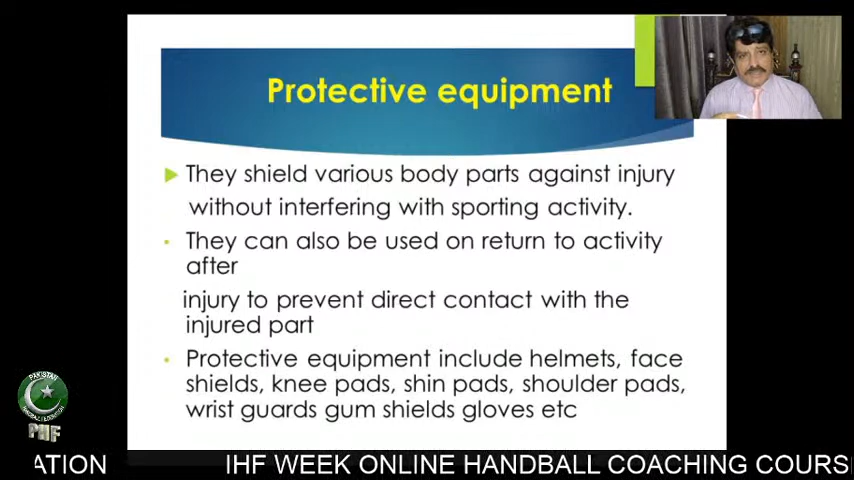 Protective equipment
They shield various body parts against injury
without interfering with sporting activity.
They can also be used on return to activity
after
injury to prevent direct contact with the
injured part
Protective equipment include helmets, face
shields, knee pads, shin pads, shoulder pads,
wrist guards gum shields gloves etc
PAKISTAN
HANDBALL FEDERATION
PHF
ATION
IHF WEEK ONLINE HANDBALL COACHING COURS